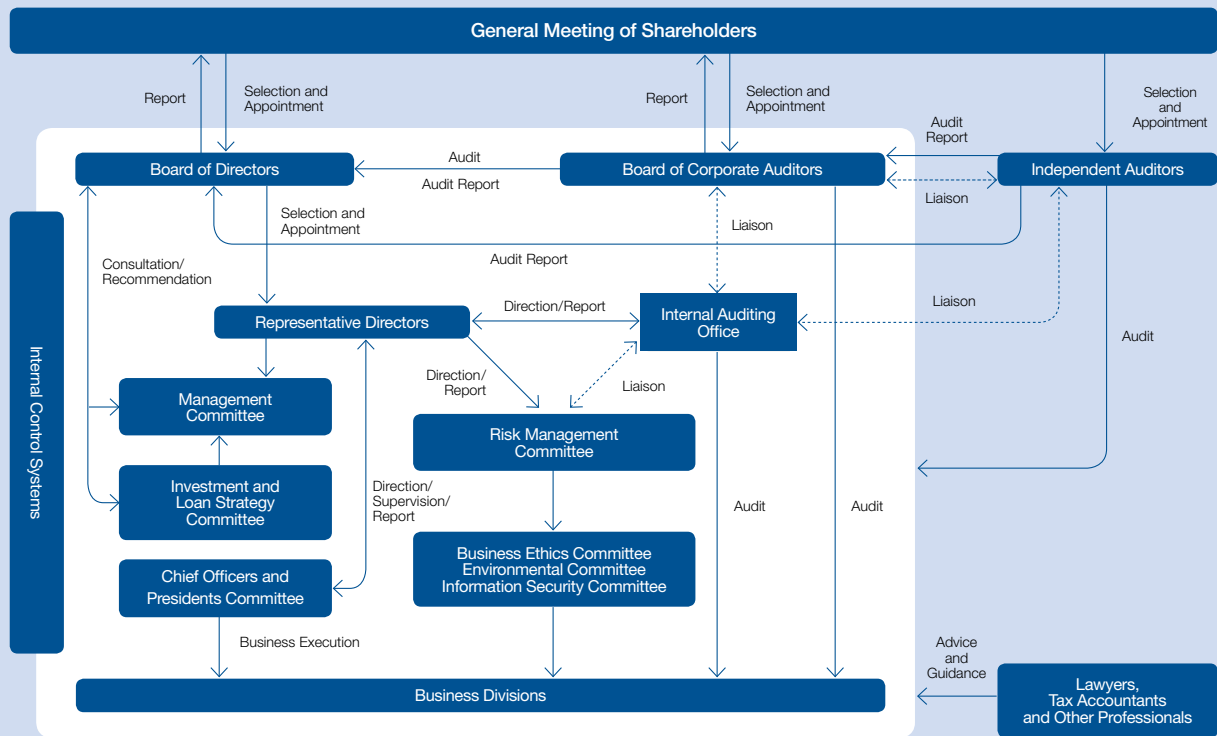 General Meeting of Shareholders
Report
Selection and
Appointment
Report
Selection and
Appointment
Selection
and
Appointment
Audit
Report
Board of Directors
Audit
Audit Report
Board of Corporate Auditors
Independent Auditors
Liaison
Selection and
Appointment
Liaison
Audit Report
Consultation/
Recommendation
Internal Control Systems
Representative Directors
Direction/Report
Internal Auditing
Office
Liaison
Audit
Direction/
Report
Liaison
Management
Committee
Risk Management
Committee
Investment and
Loan Strategy
Committee
Direction/
Supervision/
Report
Audit
Audit
Business Ethics Committee
Environmental Committee
Information Security Committee
Chief Officers and
Presidents Committee
Business Execution
Advice
and
Guidance
Business Divisions
Lawyers,
Tax Accountants
and Other Professionals